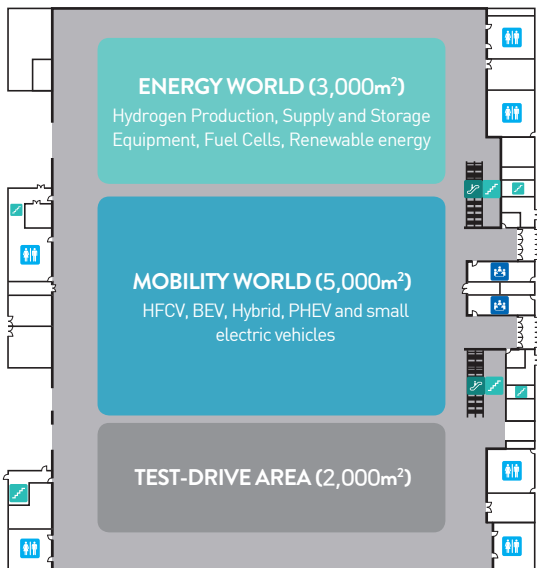 ENERGY WORLD (3,000m²)
Hydrogen Production, Supply and Storage
Equipment, Fuel Cells, Renewable energy
MOBILITY WORLD (5,000m²)
HFCV, BEV, Hybrid, PHEV and small
electric vehicles
TEST-DRIVE AREA (2,000m²)